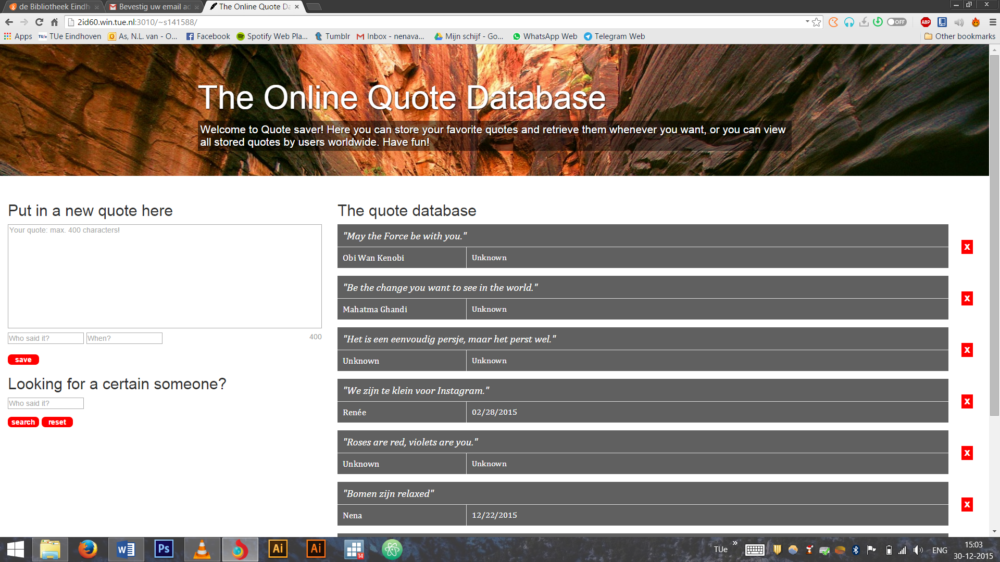 de Bibliotheek Eindh
Bevestig uw email ad
The Online Quote Da
2id60.win.tue.nl:3010/~s141588/
OFF
ABP
Apps
TU/e TUe Eindhoven
As, N.L. van - O...
Facebook
Spotify Web Pla...
Tumblr
Inbox - nenava...
Mijn schijf - Go...
WhatsApp Web
Telegram Web
Other bookmarks
The Online Quote Database
Welcome to Quote saver! Here you can store your favorite quotes and retrieve them whenever you want, or you can view
all stored quotes by users worldwide. Have fun!
Put in a new quote here
Your quote: max. 400 characters!
Who said it?
When?
400
save
Looking for a certain someone?
Who said it?
search
reset
The quote database
"May the Force be with you."
Obi Wan Kenobi
Unknown
x
"Be the change you want to see in the world."
Mahatma Ghandi
Unknown
x
"Het is een eenvoudig persje, maar het perst wel."
Unknown
Unknown
x
"We zijn te klein voor Instagram."
Renée
02/28/2015
x
"Roses are red, violets are you."
Unknown
Unknown
x
"Bomen zijn relaxed"
Nena
12/22/2015
x
W
Ps
Ai
Ai
14
TUe
ENG
15:03
30-12-2015